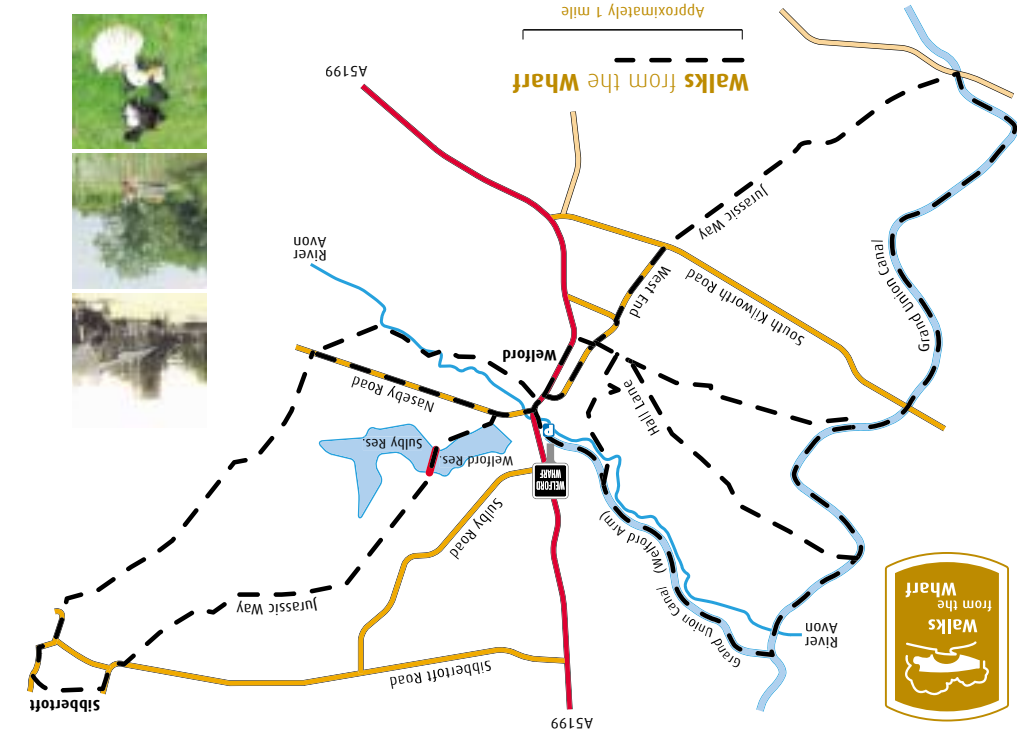 A5199
Sibbertoft
Sibbertoft Road
River
Avon
Walks
from the
Wharf
Jurassic Way
Grand Union Canal (Welford Arm)
Sulby Road
WELFORD
WHARF
Welford Res.
Sulby Res.
Hall Lane
Naseby Road
Welford
South Kilworth Road
Grand Union Canal
West End
River
Avon
Jurassic Way
A5199
Walks from the Wharf
Approximately 1 mile